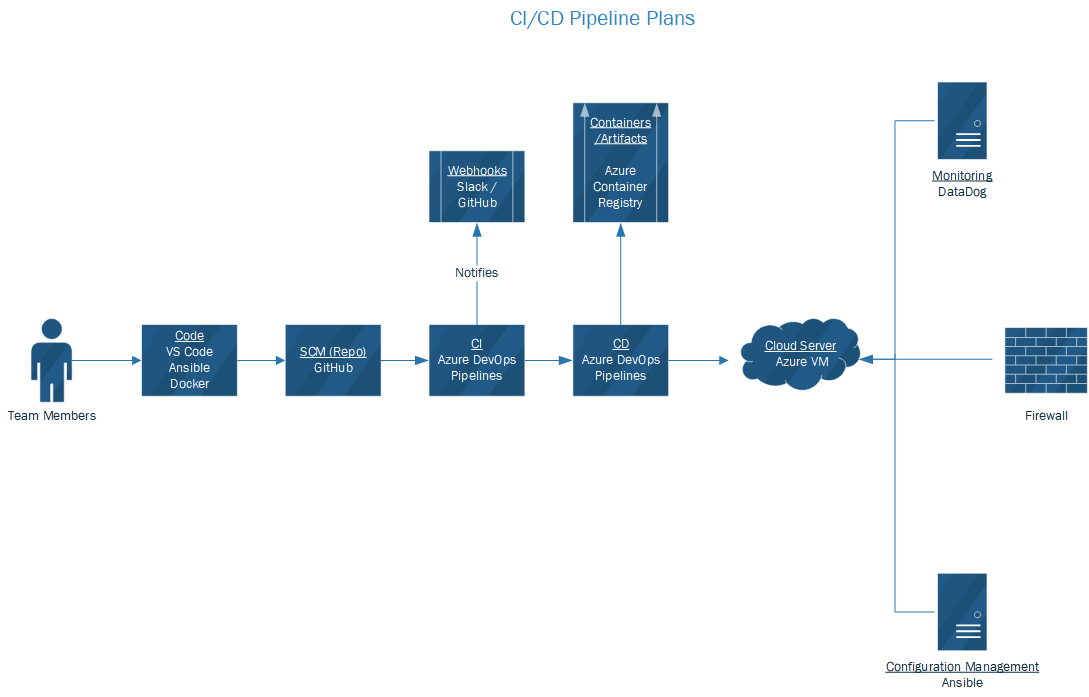 CI/CD Pipeline Plans
Containers
/Artifacts
Azure
Container
Registry
Webhooks
Slack /
GitHub
Monitoring
DataDog
Notifies
Code
VS Code
Ansible
Docker
SCM (Repo)
GitHub
CI
Azure DevOps
Pipelines
CD
Azure DevOps
Pipelines
Cloud Server
Azure VM
Team Members
Firewall
Configuration Management
Ansible